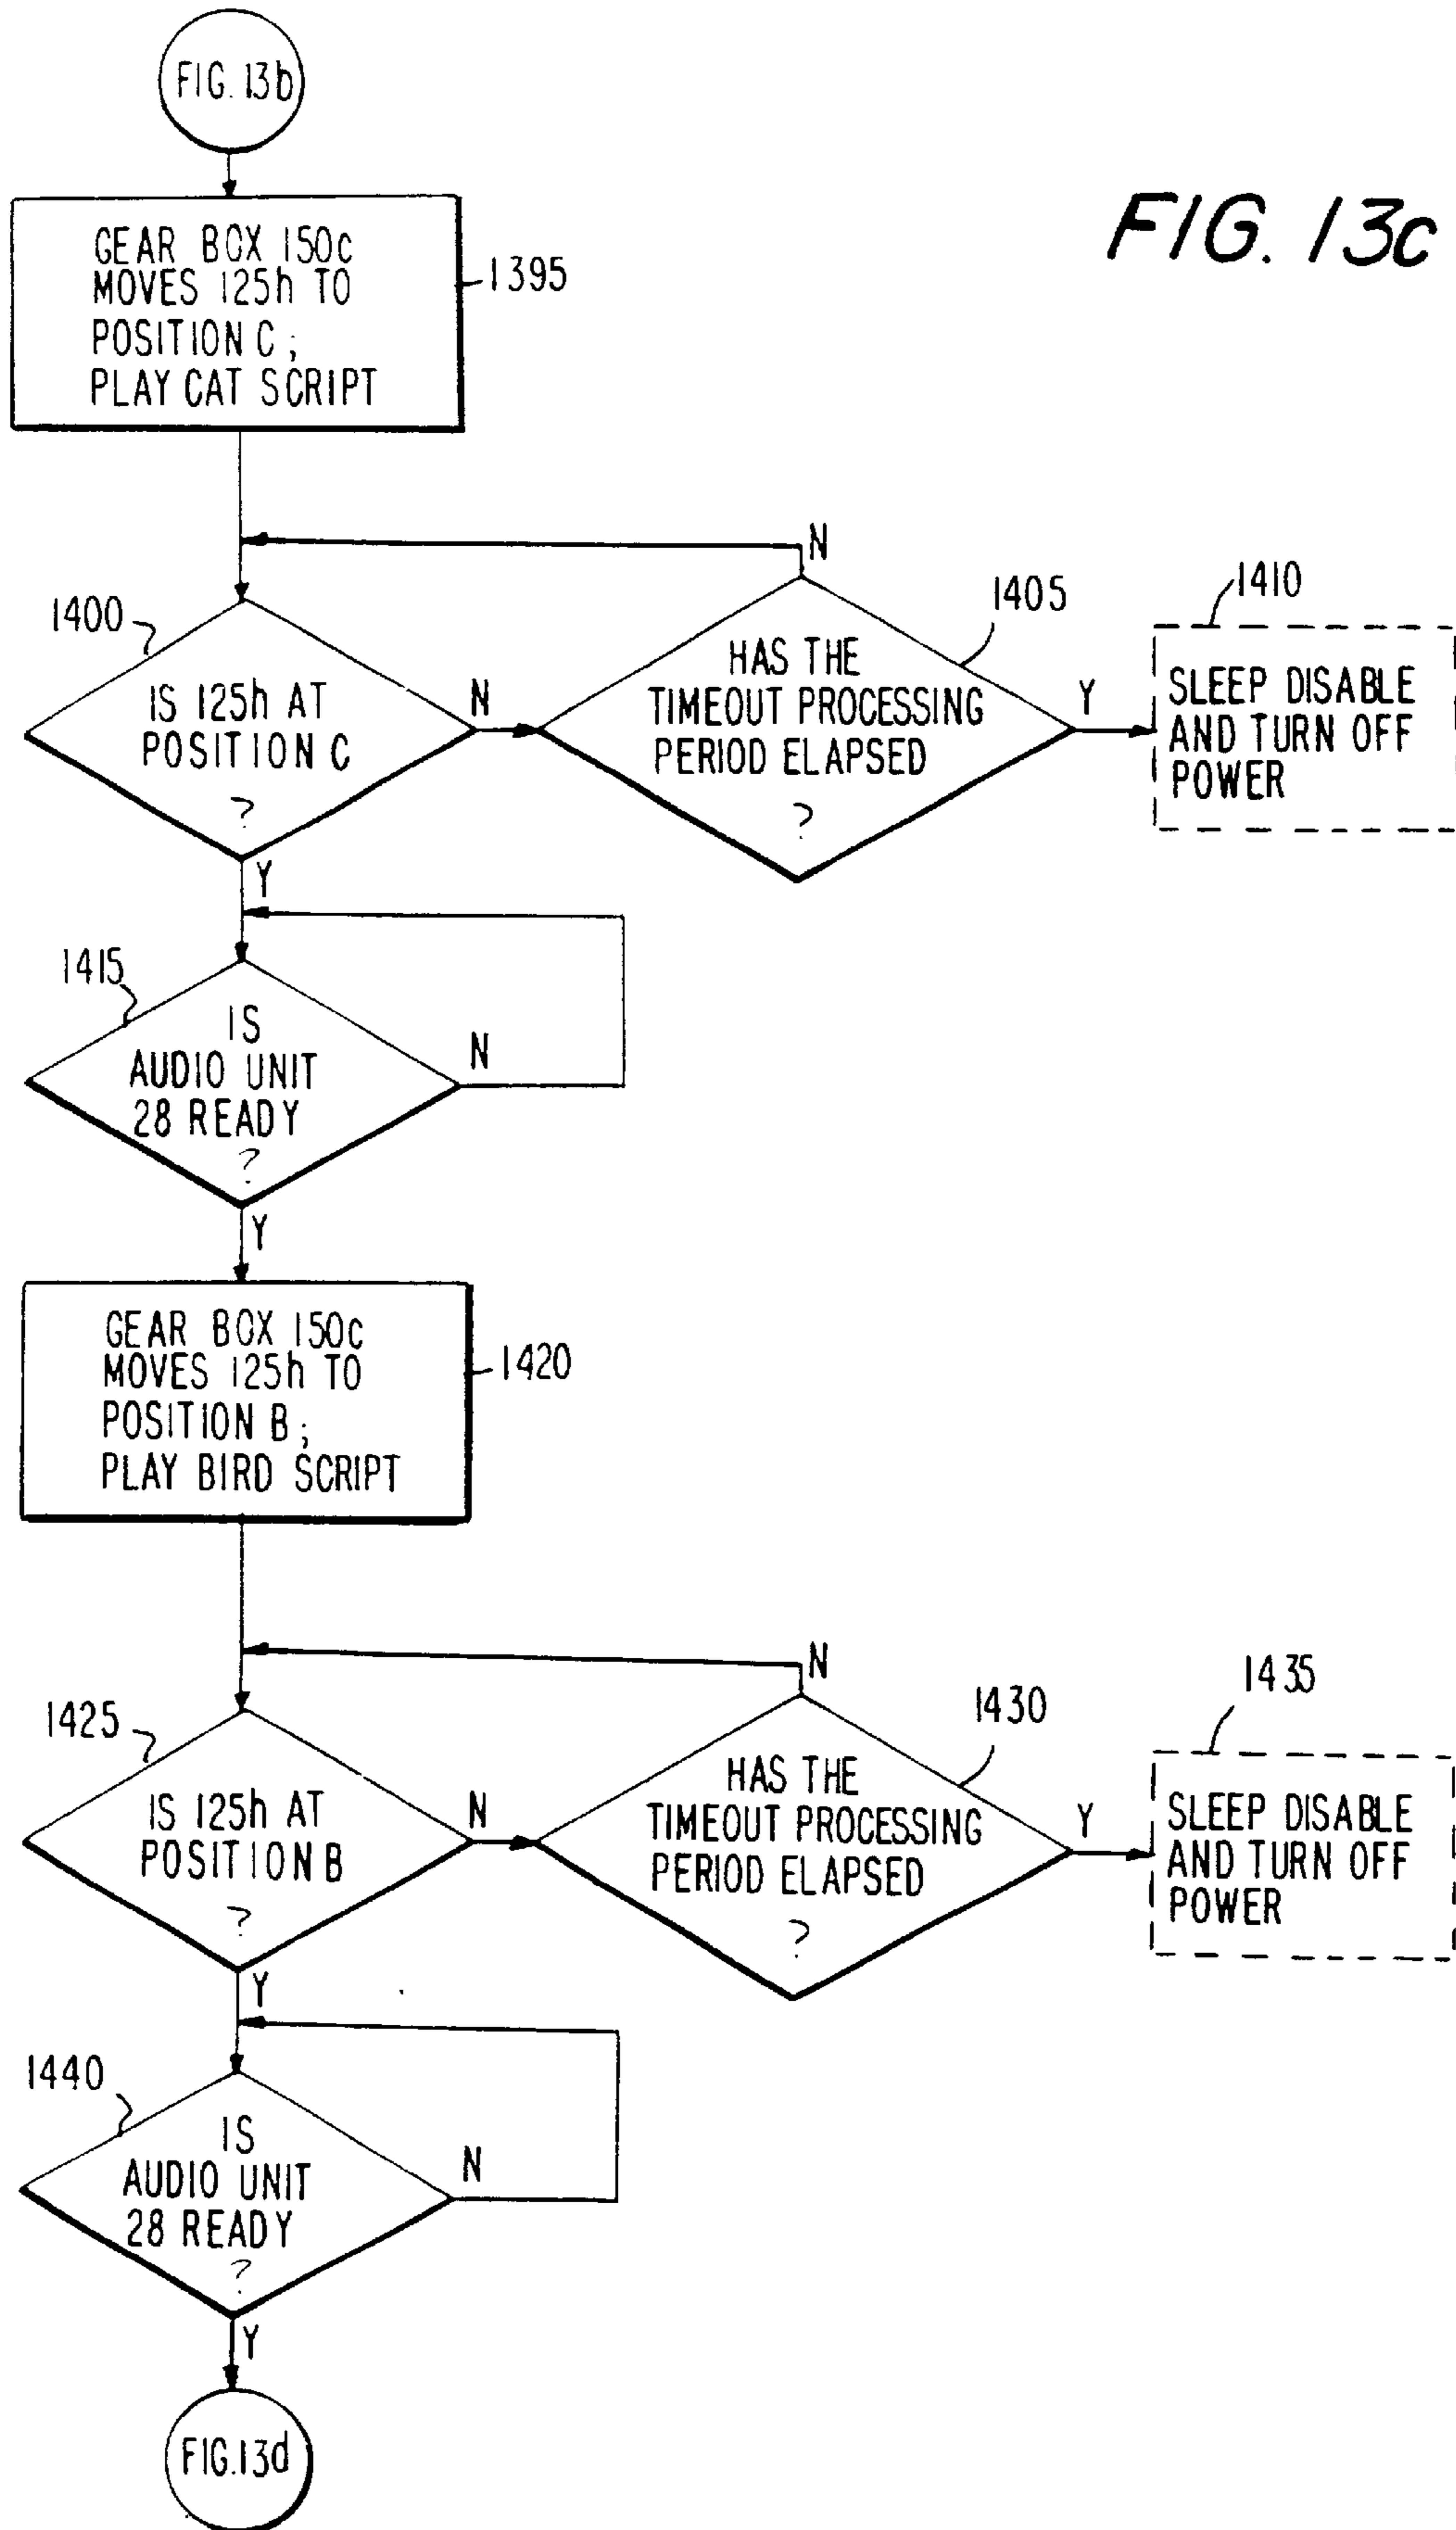 FIG. 13b
FIG. 13c
GEAR BOX 150c
MOVES 125h TO
POSITION C;
PLAY CAT SCRIPT
1395
N
1400
IS 125h AT
POSITION C
?
N
1405
HAS THE
TIMEOUT PROCESSING
PERIOD ELAPSED
?
Y
1410
SLEEP DISABLE
AND TURN OFF
POWER
Y
1415
IS
AUDIO UNIT
28 READY
?
N
Y
GEAR BOX 150c
MOVES 125h TO
POSITION B;
PLAY BIRD SCRIPT
1420
N
1425
IS 125h AT
POSITION B
?
N
1430
HAS THE
TIMEOUT PROCESSING
PERIOD ELAPSED
?
Y
1435
SLEEP DISABLE
AND TURN OFF
POWER
Y
1440
IS
AUDIO UNIT
28 READY
?
N
Y
FIG.13d